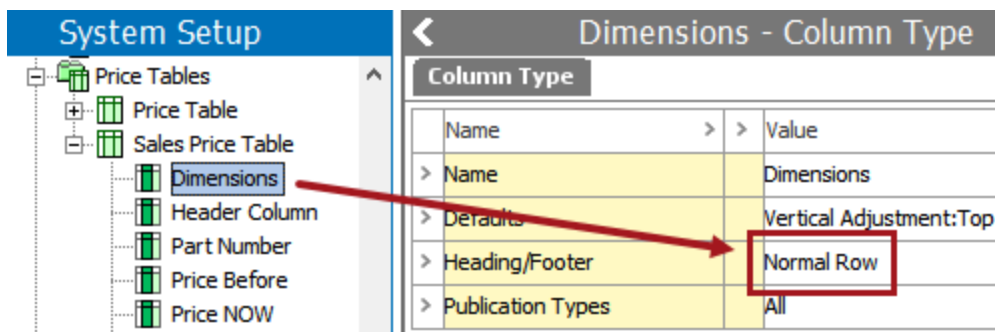 System Setup
Price Tables
Price Table
Sales Price Table
Dimensions
Header Column
Part Number
Price Before
Price NOW
Dimensions - Column Type
Column Type
Name > > Value
> Name Dimensions
> Defaults Vertical Adjustment:Top
> Heading/Footer Normal Row
> Publication Types All